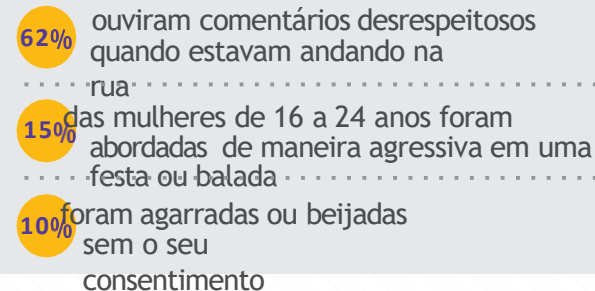 62% ouviram comentários desrespeitosos
quando estavam andando na
rua
15% das mulheres de 16 a 24 anos foram
abordadas de maneira agressiva em uma
festa ou balada
10% foram agarradas ou beijadas
sem o seu
consentimento